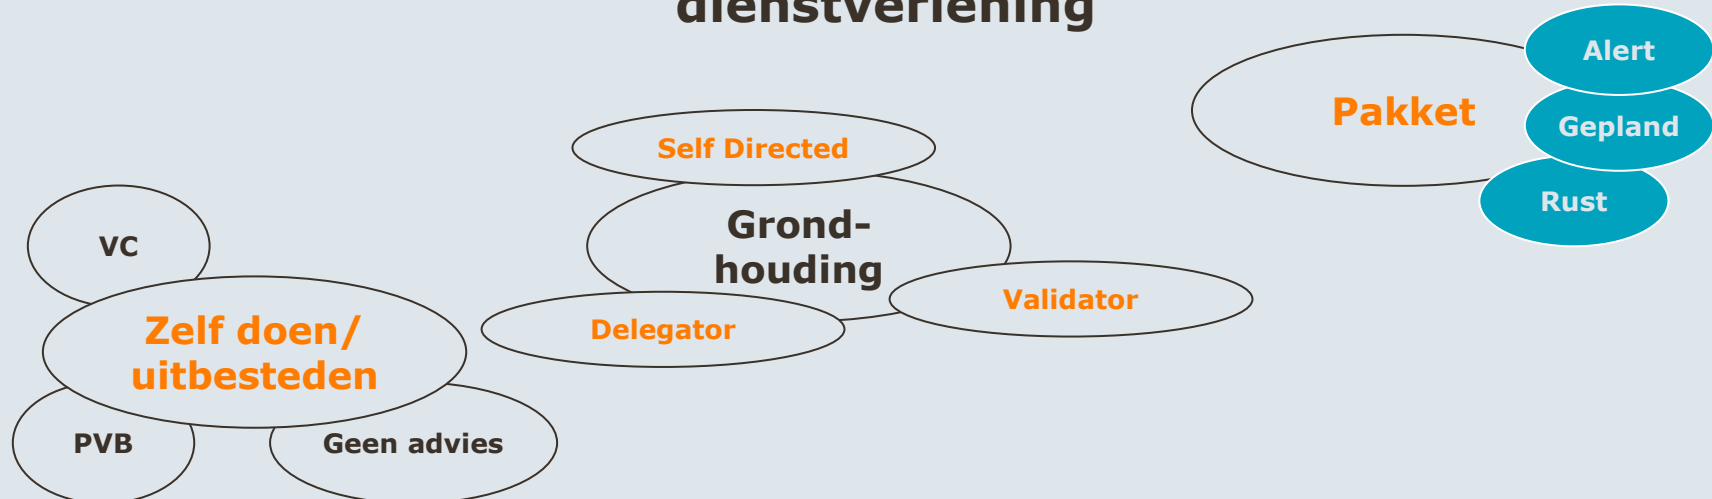 dienstverlening
Alert
Pakket
Gepland
Self Directed
Rust
Grond-
houding
VC
Validator
Delegator
Zelf doen/
uitbesteden
PVB
Geen advies